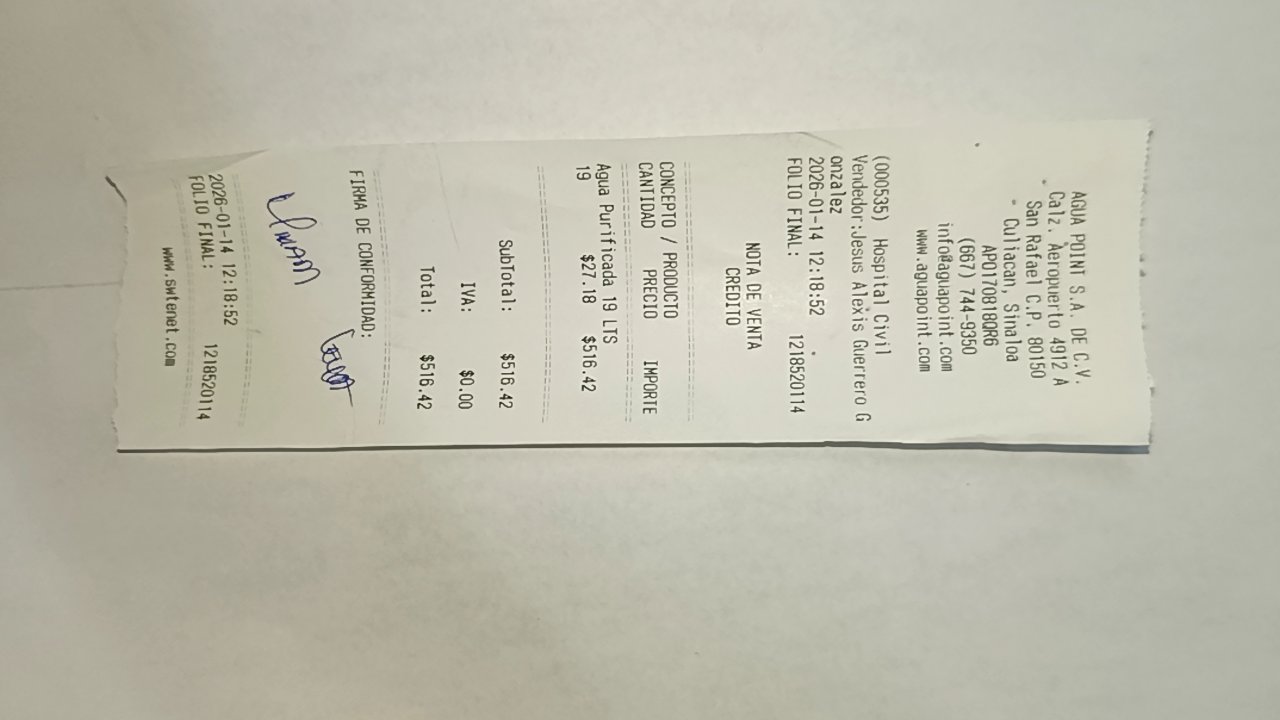 AGUA POINT S.A. DE C.V.
Calz. Aeropuerto 4912 A
San Rafael C.P. 80150
Culiacan, Sinaloa
APO170818QR6
(667) 744-9350
info@aguapoint.com
www.aguapoint.com
(000535) Hospital Civil
Vendedor:Jesus Alexis Guerrero G
onzalez
2026-01-14 12:18:52
FOLIO FINAL: 1218520114
NOTA DE VENTA
CREDITO
CONCEPTO / PRODUCTO
CANTIDAD PRECIO IMPORTE
Agua Purificada 19 LTS
19 $27.18 $516.42
SubTotal: $516.42
IVA: $0.00
Total: $516.42
FIRMA DE CONFORMIDAD:
2026-01-14 12:18:52
FOLIO FINAL: 1218520114
www.swtenet.com